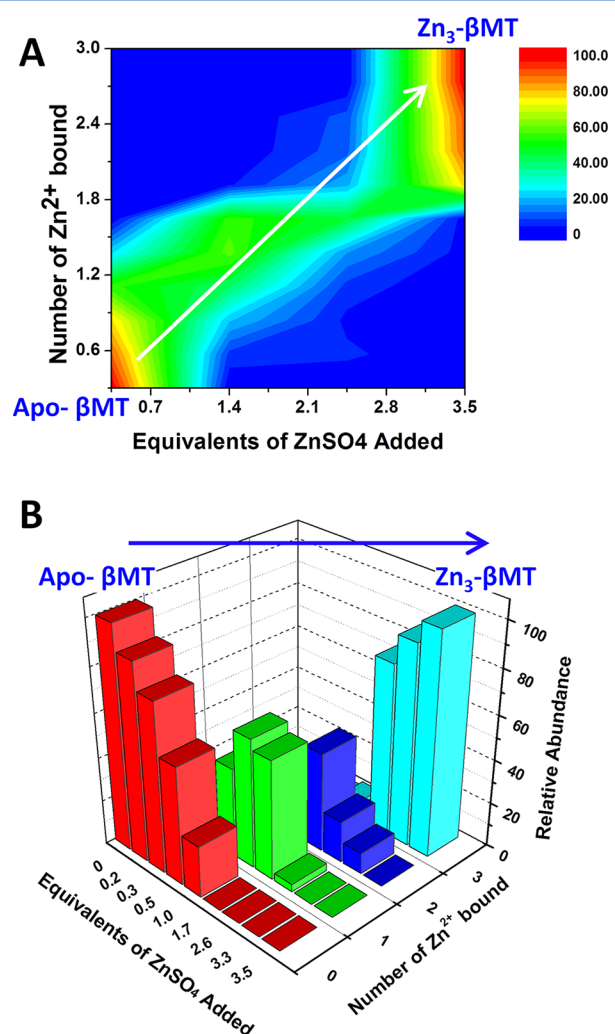 A
Zn3-βMT
Number of Zn2+ bound
3.0
2.4
1.8
1.2
0.6
100.0
80.00
60.00
40.00
20.00
0
Apo- βMT
0.7 1.4 2.1 2.8 3.5
Equivalents of ZnSO4 Added
B
Apo- βMT
Zn3-βMT
100
80
60
40
20
0
Relative Abundance
0
0.2
0.3
0.5
1.0
1.7
2.6
3.3
3.5
Equivalents of ZnSO4 Added
0
1
2
3
Number of Zn2+ bound